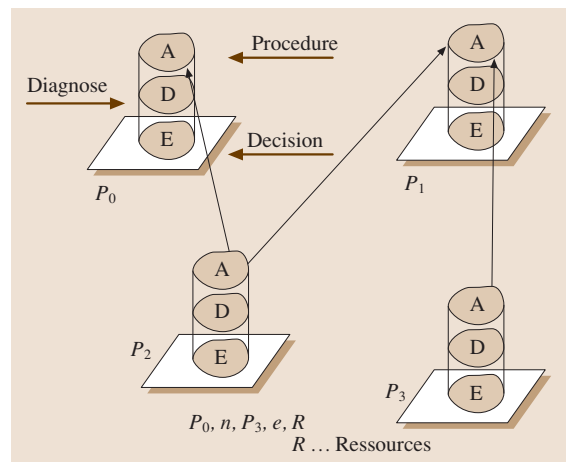 A
Procedure
Diagnose
D
E
Decision
P₀
A
D
E
P₁
A
D
E
P₂
A
D
E
P₃
P₀, n, P₃, e, R
R … Ressources